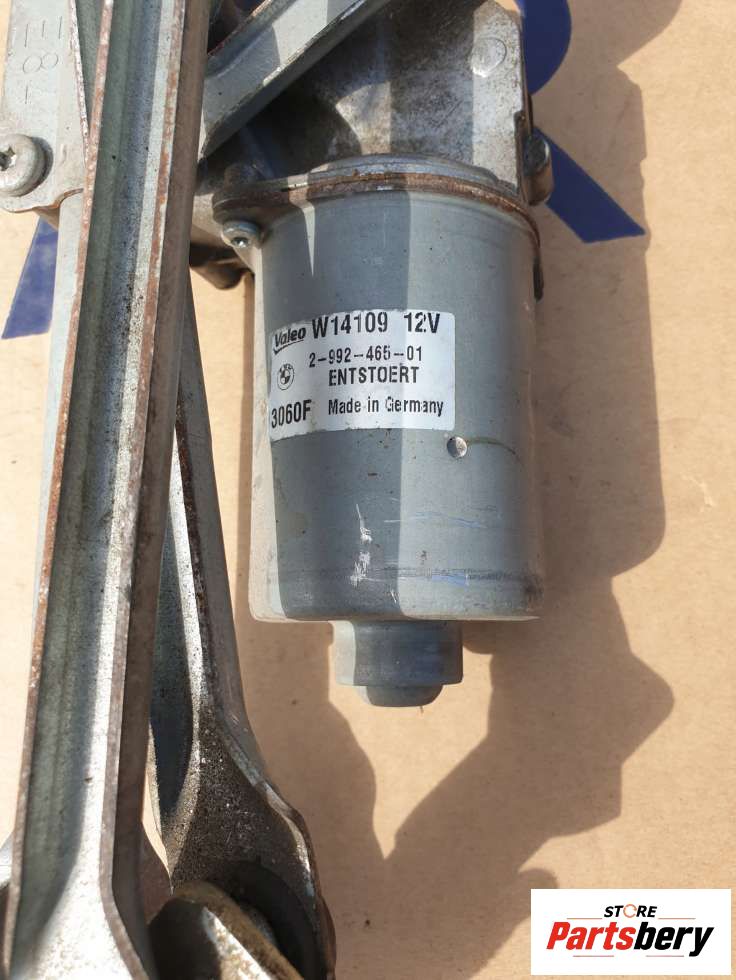 Valeo W14109 12V
2-992-465-01
ENTSTOERT
3060F Made in Germany
STORE
Partsbery